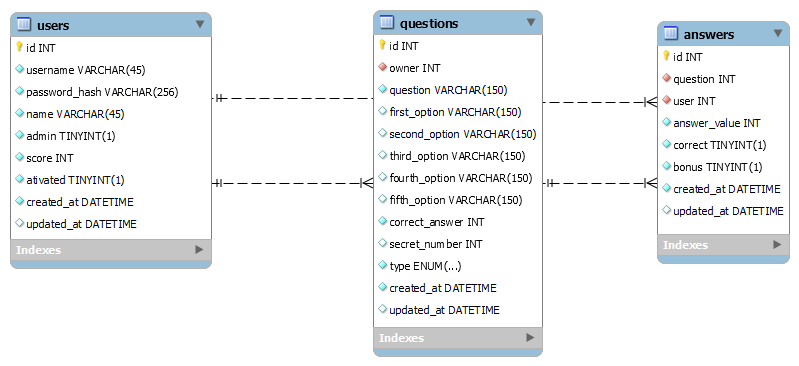 users
id INT
username VARCHAR(45)
password_hash VARCHAR(256)
name VARCHAR(45)
admin TINYINT(1)
score INT
ativated TINYINT(1)
created_at DATETIME
updated_at DATETIME
Indexes
questions
id INT
owner INT
question VARCHAR(150)
first_option VARCHAR(150)
second_option VARCHAR(150)
third_option VARCHAR(150)
fourth_option VARCHAR(150)
fifth_option VARCHAR(150)
correct_answer INT
secret_number INT
type ENUM(...)
created_at DATETIME
updated_at DATETIME
Indexes
answers
id INT
question INT
user INT
answer_value INT
correct TINYINT(1)
bonus TINYINT(1)
created_at DATETIME
updated_at DATETIME
Indexes